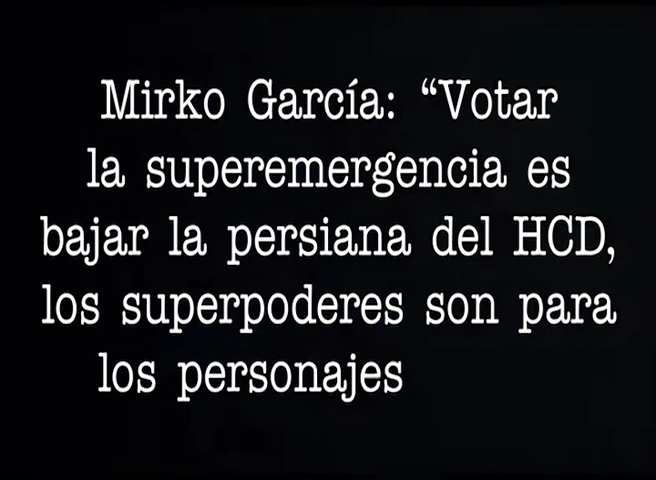 Mirko García: “Votar
la superemergencia es
bajar la persiana del HCD,
los superpoderes son para
los personajes